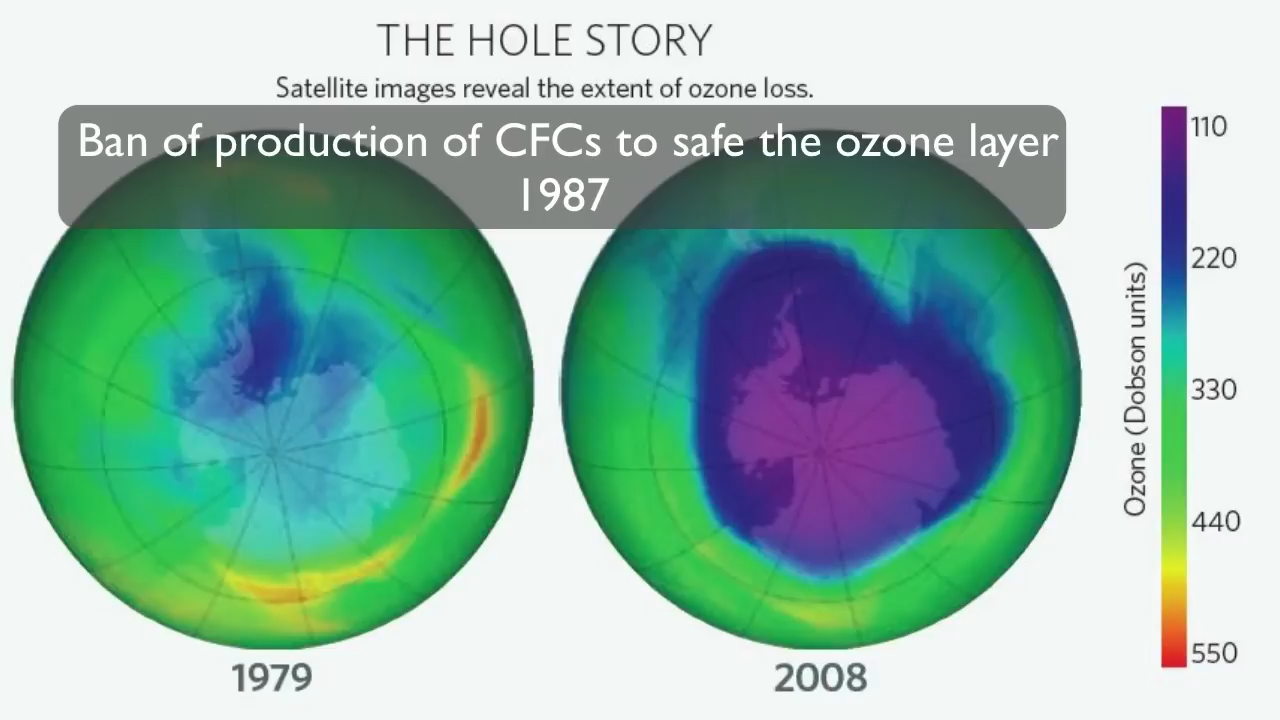 THE HOLE STORY
Satellite images reveal the extent of ozone loss.
Ban of production of CFCs to safe the ozone layer
1987
110
220
330
440
550
Ozone (Dobson units)
1979
2008